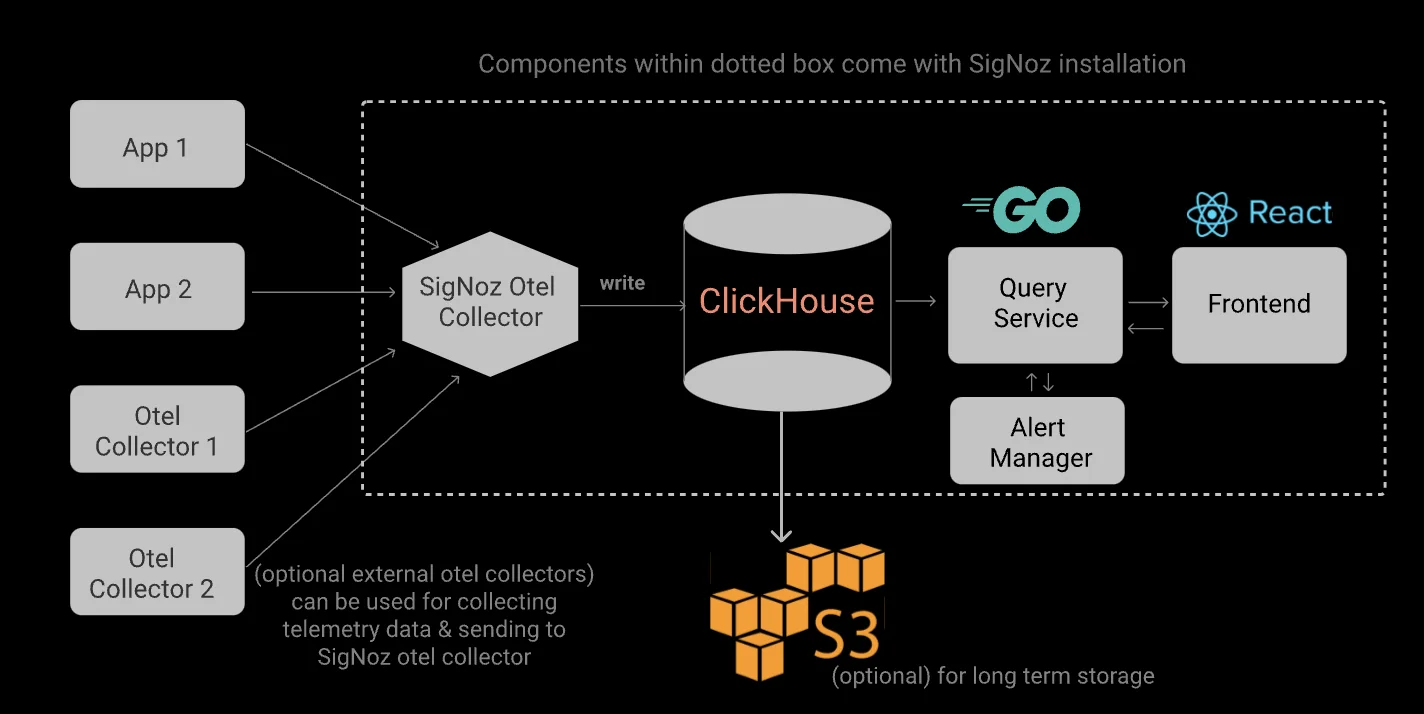 Components within dotted box come with SigNoz installation
App 1
App 2
Otel
Collector 1
Otel
Collector 2
SigNoz Otel
Collector
write
ClickHouse
GO
Query
Service
React
Frontend
Alert
Manager
(optional external otel collectors)
can be used for collecting
telemetry data & sending to
SigNoz otel collector
S3
(optional) for long term storage